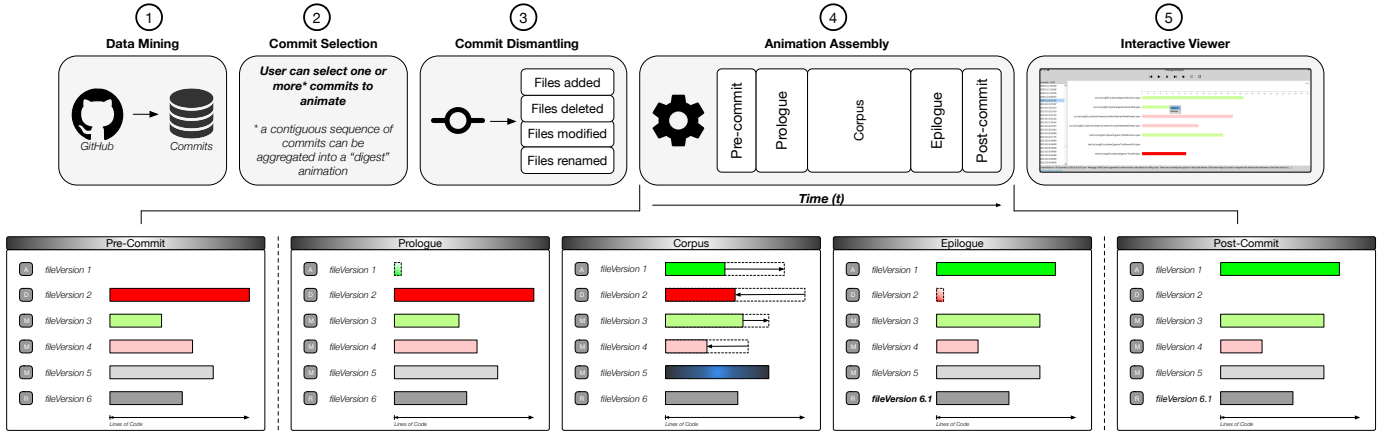 1
Data Mining
GitHub
Commits
2
Commit Selection
User can select one or
more* commits to
animate
* a contiguous sequence of
commits can be
aggregated into a “digest”
animation
3
Commit Dismantling
Files added
Files deleted
Files modified
Files renamed
4
Animation Assembly
Pre-commit
Prologue
Corpus
Epilogue
Post-commit
Time (t)
5
Interactive Viewer
Pre-Commit
A fileVersion 1
D fileVersion 2
M fileVersion 3
M fileVersion 4
M fileVersion 5
R fileVersion 6
Lines of Code
Prologue
A fileVersion 1
D fileVersion 2
M fileVersion 3
M fileVersion 4
M fileVersion 5
R fileVersion 6
Lines of Code
Corpus
A fileVersion 1
D fileVersion 2
M fileVersion 3
M fileVersion 4
M fileVersion 5
R fileVersion 6
Lines of Code
Epilogue
A fileVersion 1
D fileVersion 2
M fileVersion 3
M fileVersion 4
M fileVersion 5
R fileVersion 6.1
Lines of Code
Post-Commit
A fileVersion 1
D fileVersion 2
M fileVersion 3
M fileVersion 4
M fileVersion 5
R fileVersion 6.1
Lines of Code